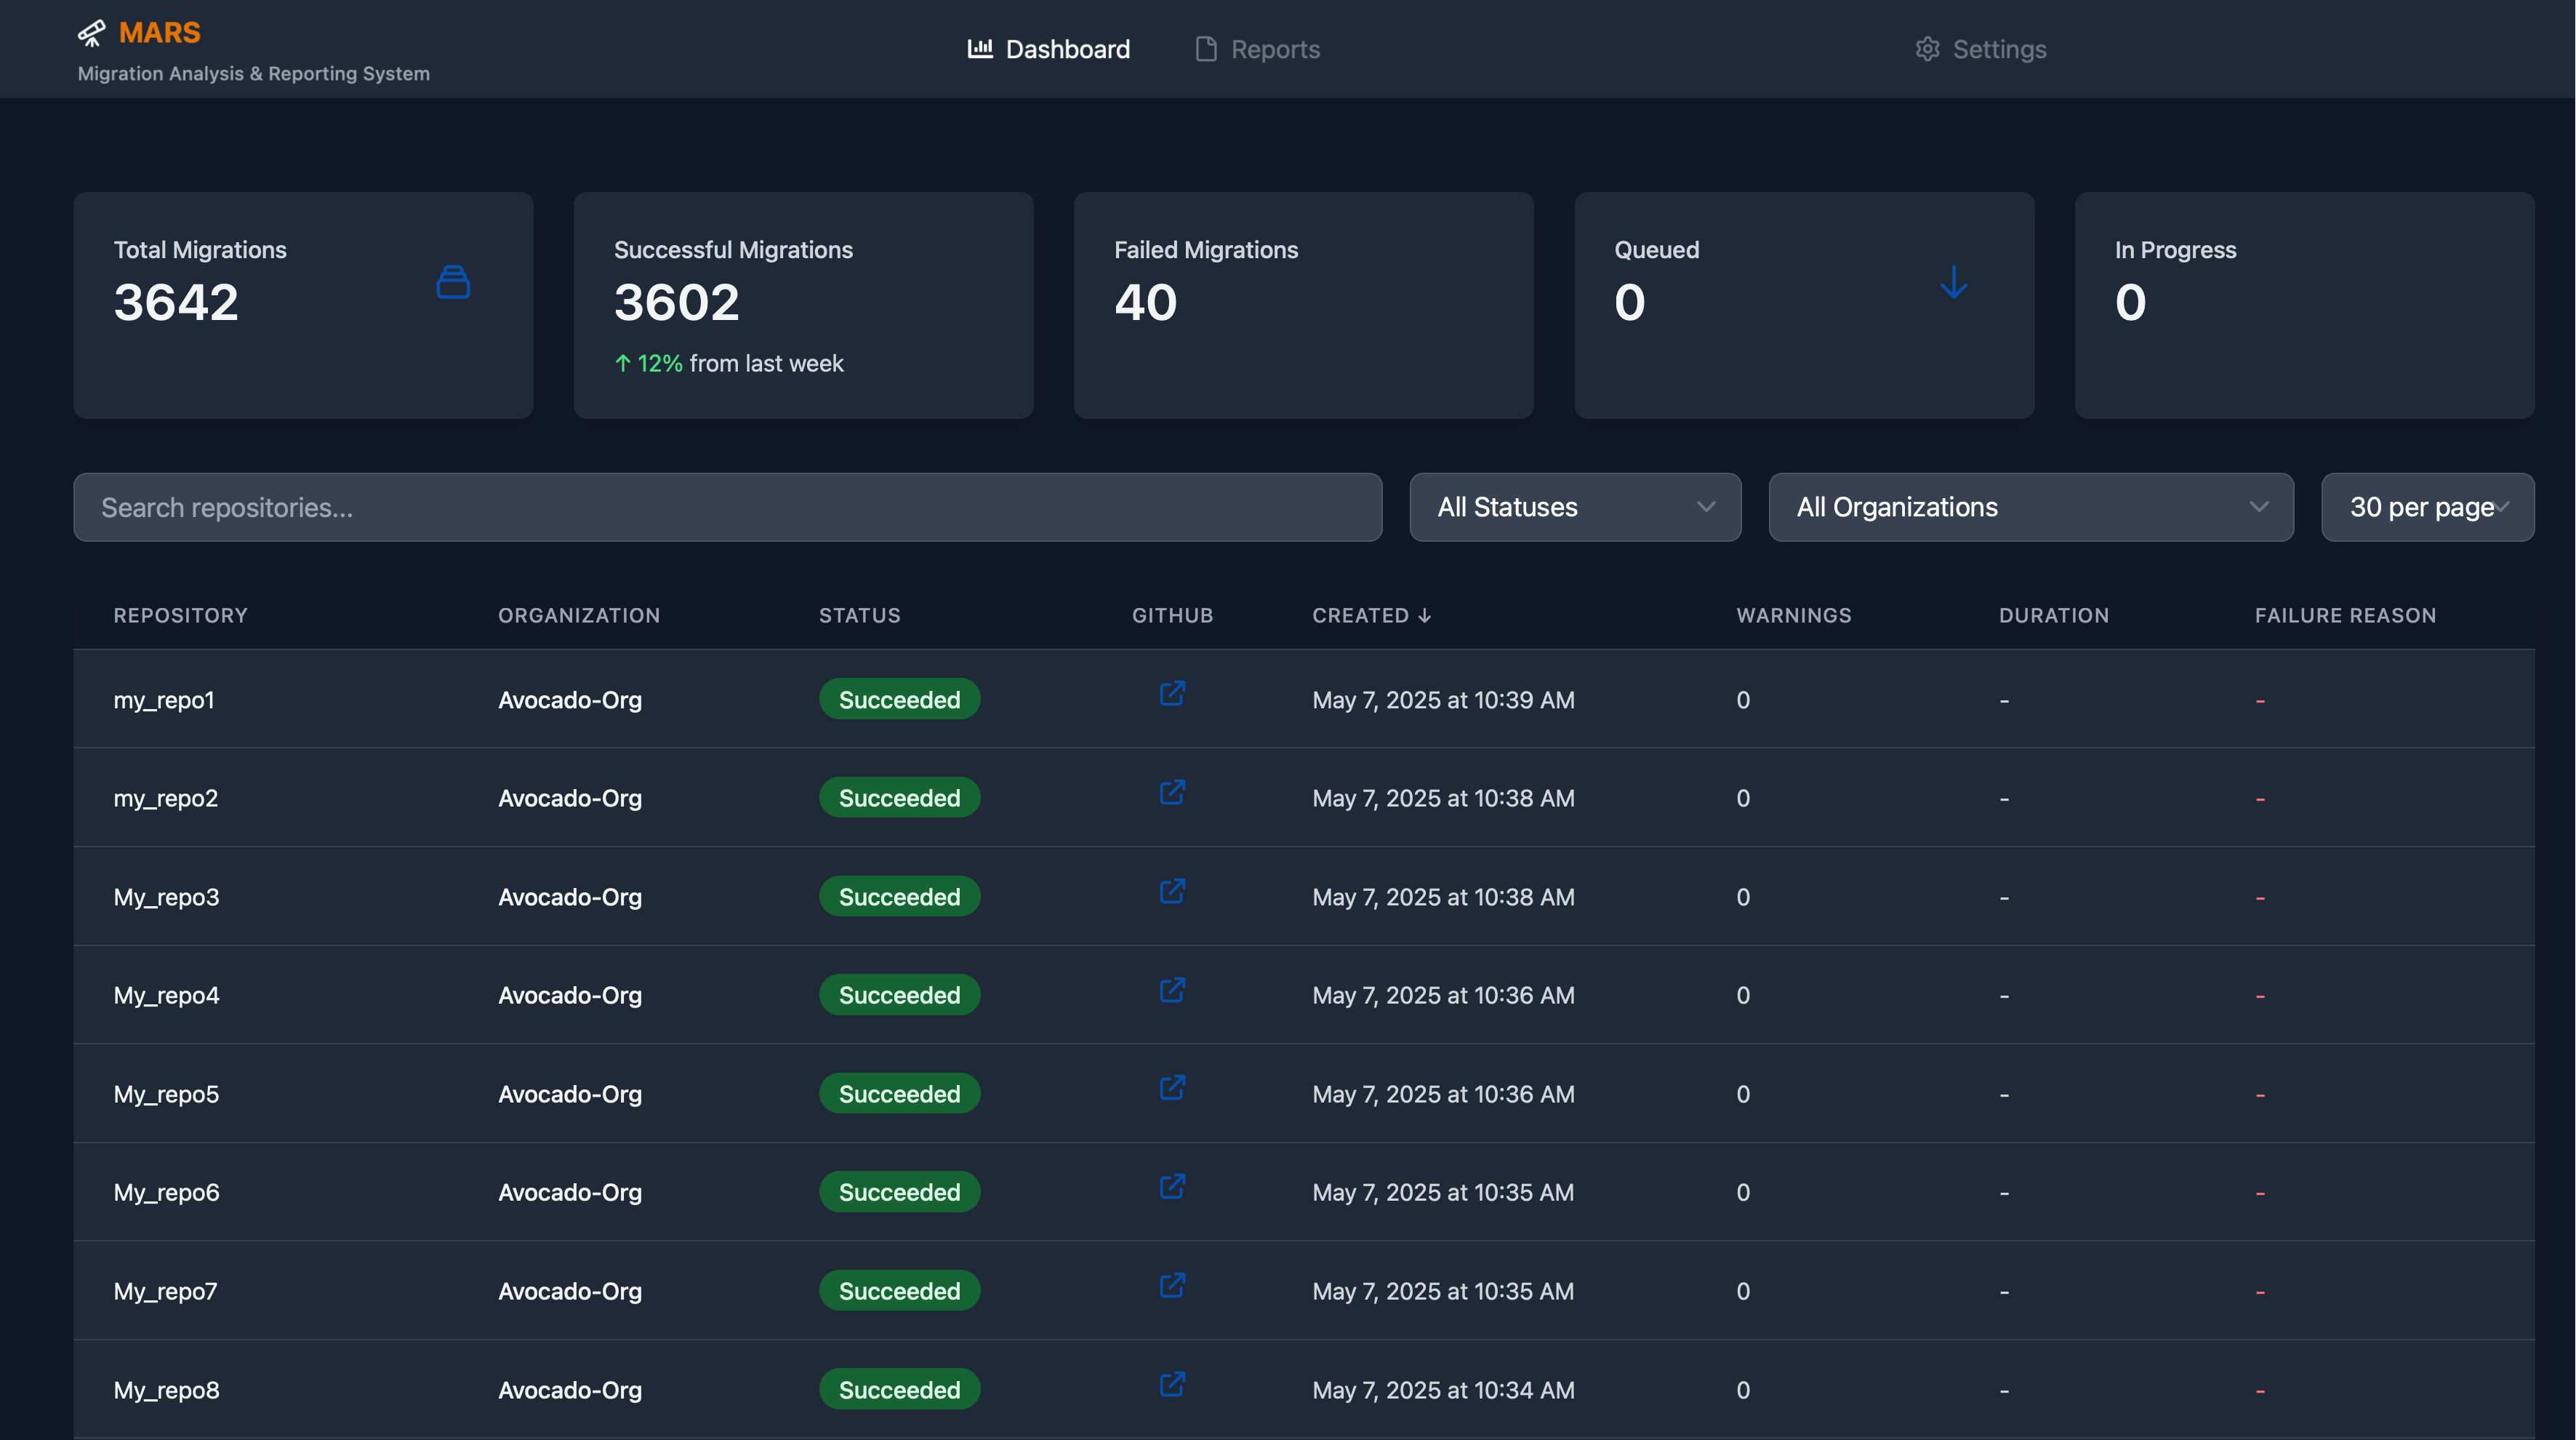 MARS
Migration Analysis & Reporting System
Dashboard
Reports
Settings
Total Migrations
3642
Successful Migrations
3602
↑ 12% from last week
Failed Migrations
40
Queued
0
In Progress
0
Search repositories...
All Statuses
All Organizations
30 per page
REPOSITORY ORGANIZATION STATUS GITHUB CREATED ↓ WARNINGS DURATION FAILURE REASON
my_repo1 Avocado-Org Succeeded May 7, 2025 at 10:39 AM 0 - -
my_repo2 Avocado-Org Succeeded May 7, 2025 at 10:38 AM 0 - -
My_repo3 Avocado-Org Succeeded May 7, 2025 at 10:38 AM 0 - -
My_repo4 Avocado-Org Succeeded May 7, 2025 at 10:36 AM 0 - -
My_repo5 Avocado-Org Succeeded May 7, 2025 at 10:36 AM 0 - -
My_repo6 Avocado-Org Succeeded May 7, 2025 at 10:35 AM 0 - -
My_repo7 Avocado-Org Succeeded May 7, 2025 at 10:35 AM 0 - -
My_repo8 Avocado-Org Succeeded May 7, 2025 at 10:34 AM 0 - -